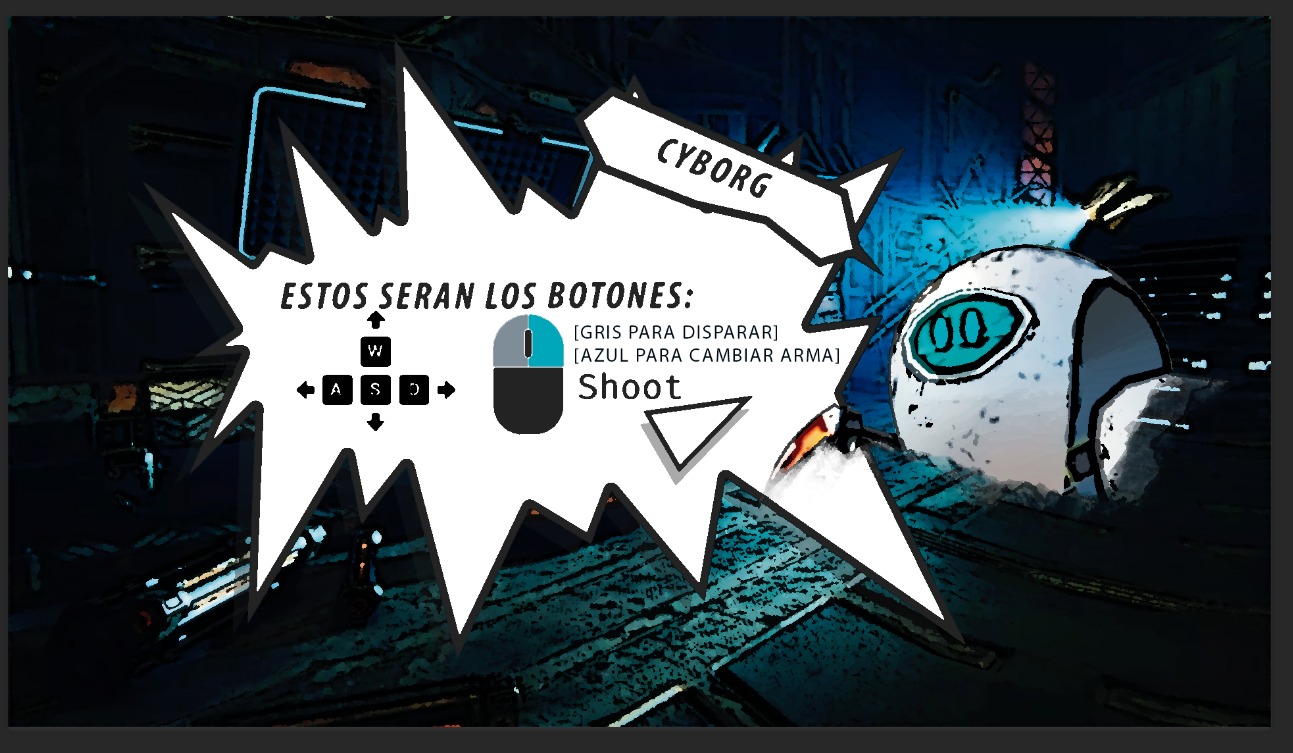 CYBORG
ESTOS SERAN LOS BOTONES:
[GRIS PARA DISPARAR]
[AZUL PARA CAMBIAR ARMA]
W
A S D
Shoot